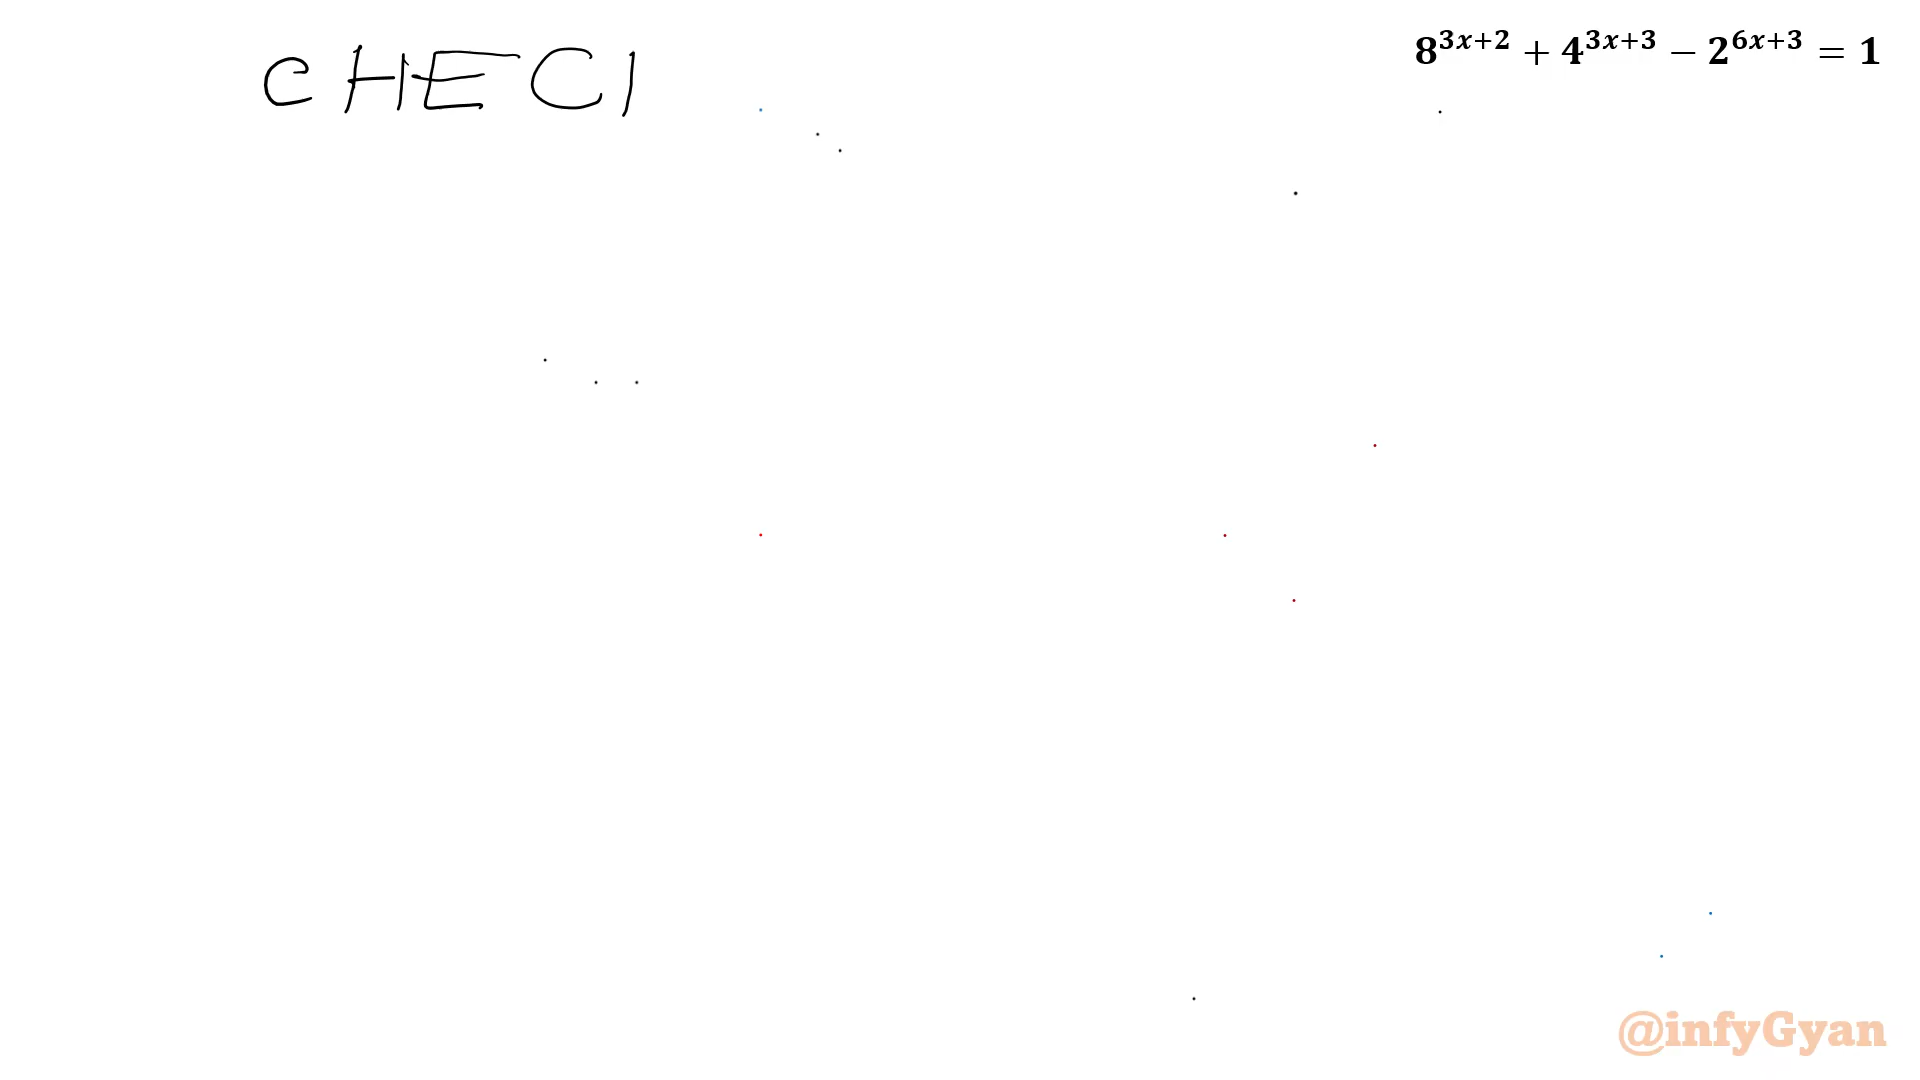 CHECI
8^{3x+2} + 4^{3x+3} − 2^{6x+3} = 1
@infyGyan